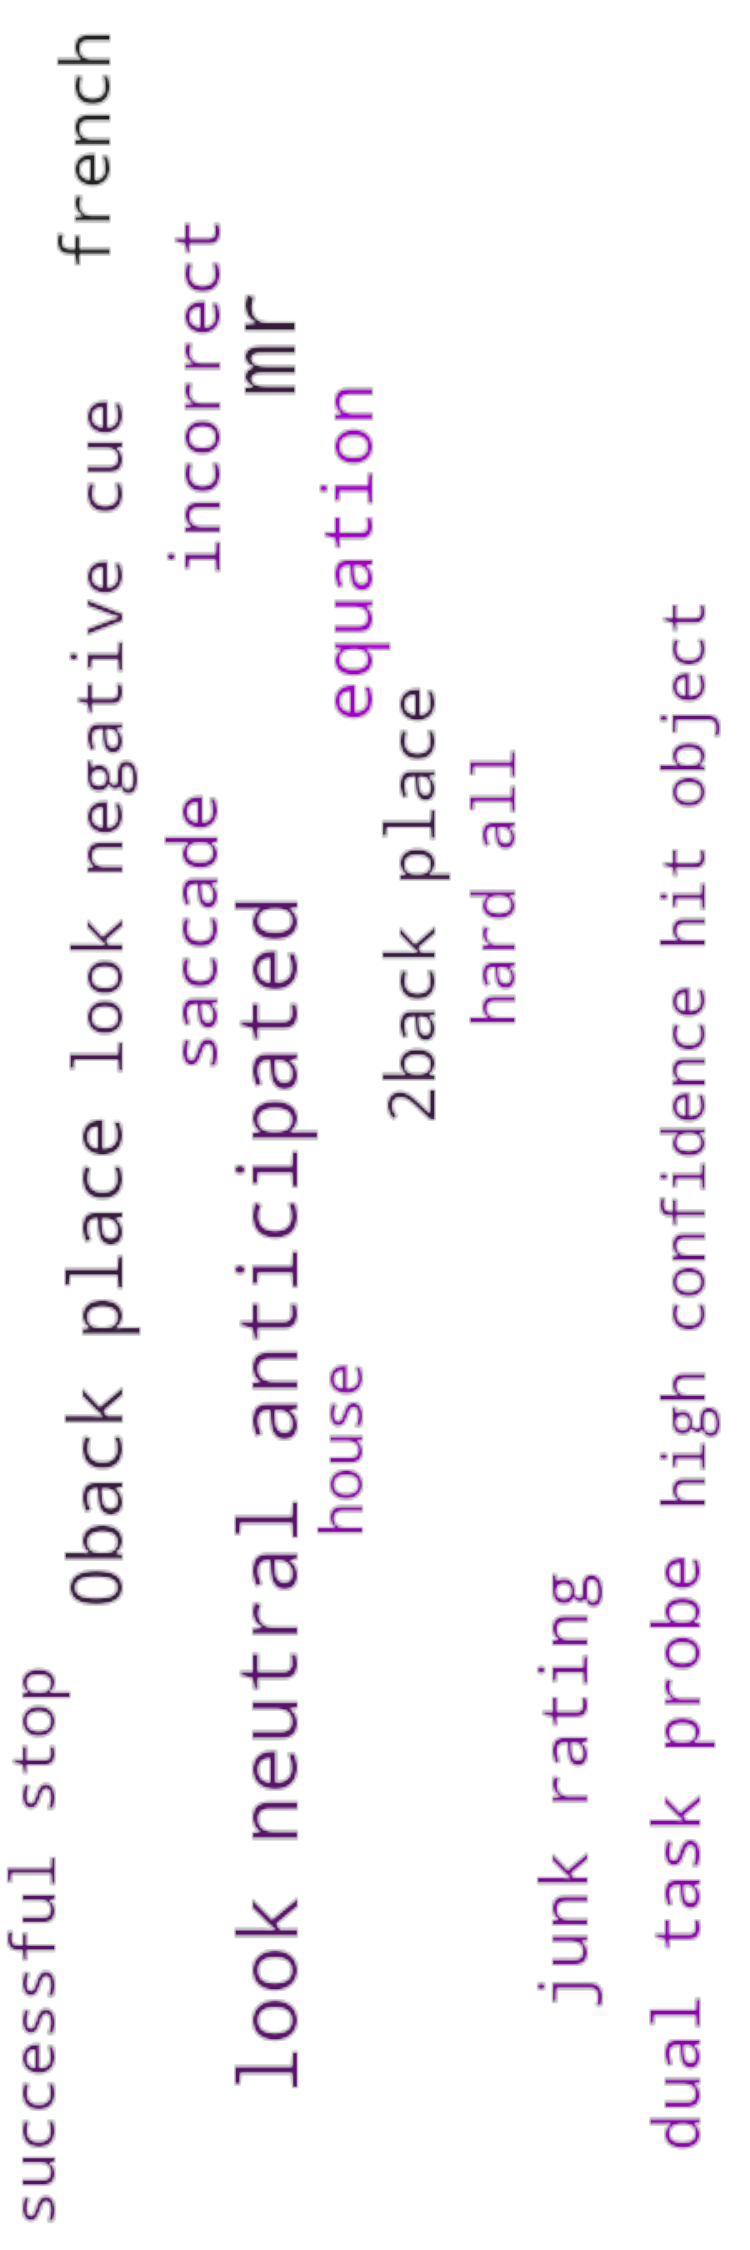 successful stop
0back place
look negative cue
french
saccade
incorrect
look neutral anticipated
mr
house
equation
2back place
hard all
junk rating
dual task probe
high confidence hit object